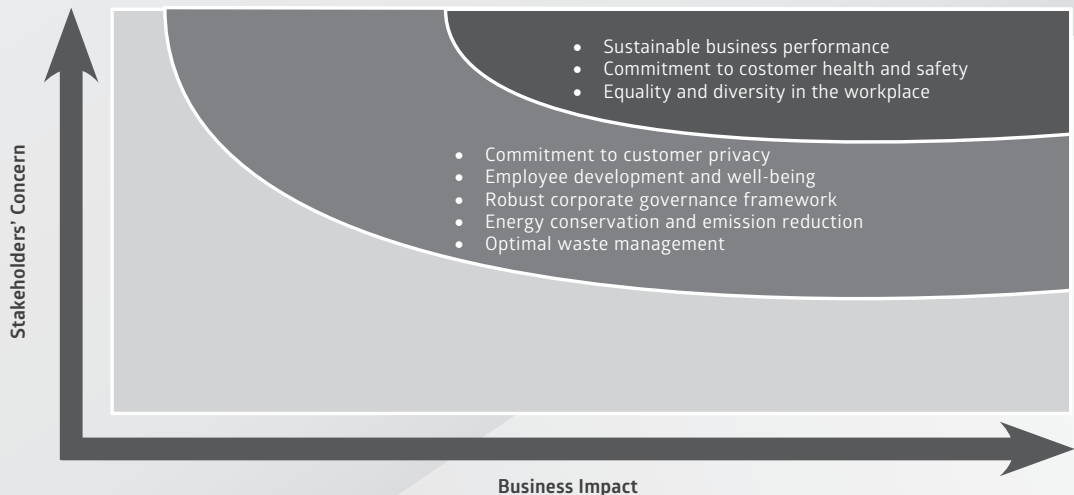 • Sustainable business performance
• Commitment to costomer health and safety
• Equality and diversity in the workplace
• Commitment to customer privacy
• Employee development and well-being
• Robust corporate governance framework
• Energy conservation and emission reduction
• Optimal waste management
Stakeholders' Concern
Business Impact